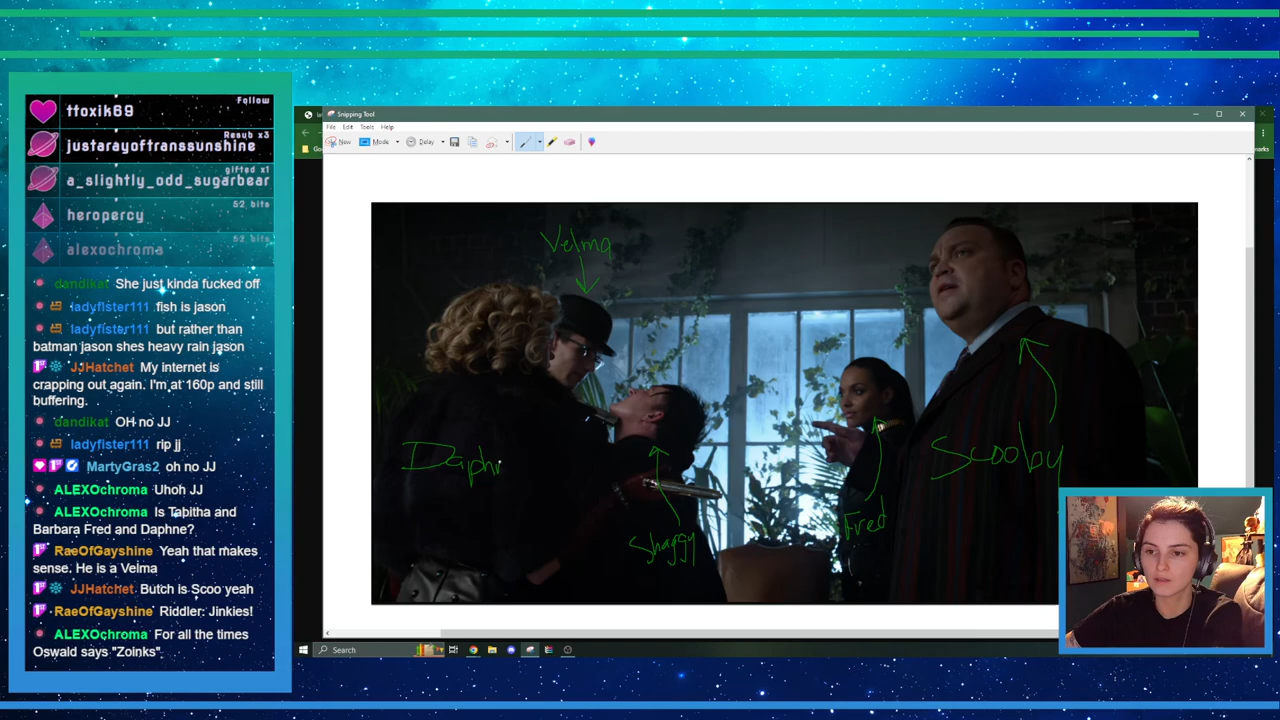 ttoxik69
Follow
justarayoftranssunshine
Resub x3
a_slightly_odd_sugarbear
gifted x1
heropercy
52 bits
alexochroma
52 bits
dandikat She just kinda fucked off
ladyfister111 fish is jason
ladyfister111 but rather than
batman jason shes heavy rain jason
JJHatchet My internet is
crapping out again. I'm at 160p and still
buffering.
dandikat OH no JJ
ladyfister111 rip jj
MartyGras2 oh no JJ
ALEXOchroma Uhoh JJ
ALEXOchroma Is Tabitha and
Barbara Fred and Daphne?
RaeOfGayshine Yeah that makes
sense. He is a Velma
JJHatchet Butch is Scoo yeah
RaeOfGayshine Riddler: Jinkies!
ALEXOchroma For all the times
Oswald says "Zoinks".
Snipping Tool
File Edit Tools Help
New Mode Delay
Velma
Daph
Shaggy
Fred
Scooby
Search